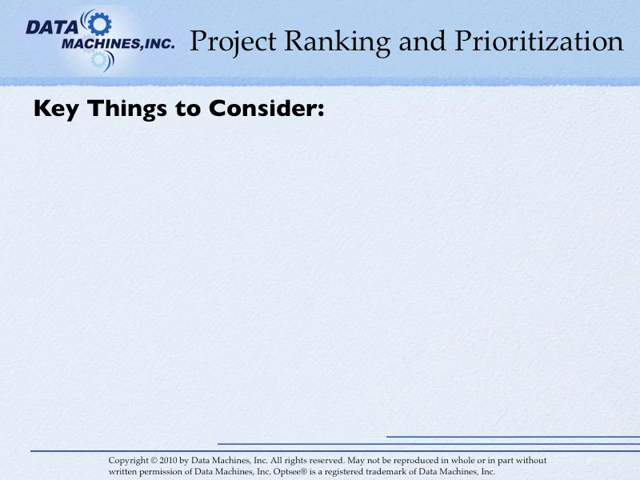 DATA
MACHINES,INC.
Project Ranking and Prioritization
Key Things to Consider:
Copyright © 2010 by Data Machines, Inc. All rights reserved. May not be reproduced in whole or in part without
written permission of Data Machines, Inc. Optsee® is a registered trademark of Data Machines, Inc.